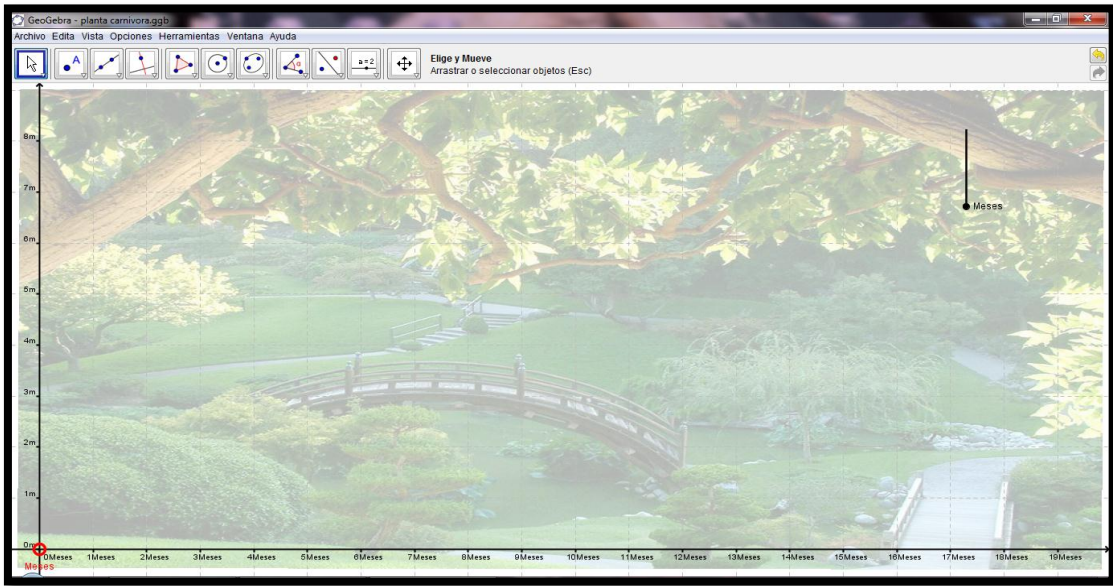 GeoGebra - planta carnivora.ggb
Archivo Edita Vista Opciones Herramientas Ventana Ayuda
A
a=2
Elige y Mueve
Arrastrar o seleccionar objetos (Esc)
8m
7m
Meses
6m
5m
4m
3m
2m
1m
0m
0Meses 1Meses 2Meses 3Meses 4Meses 5Meses 6Meses 7Meses 8Meses 9Meses 10Meses 11Meses 12Meses 13Meses 14Meses 15Meses 16Meses 17Meses 18Meses 19Meses
Meses